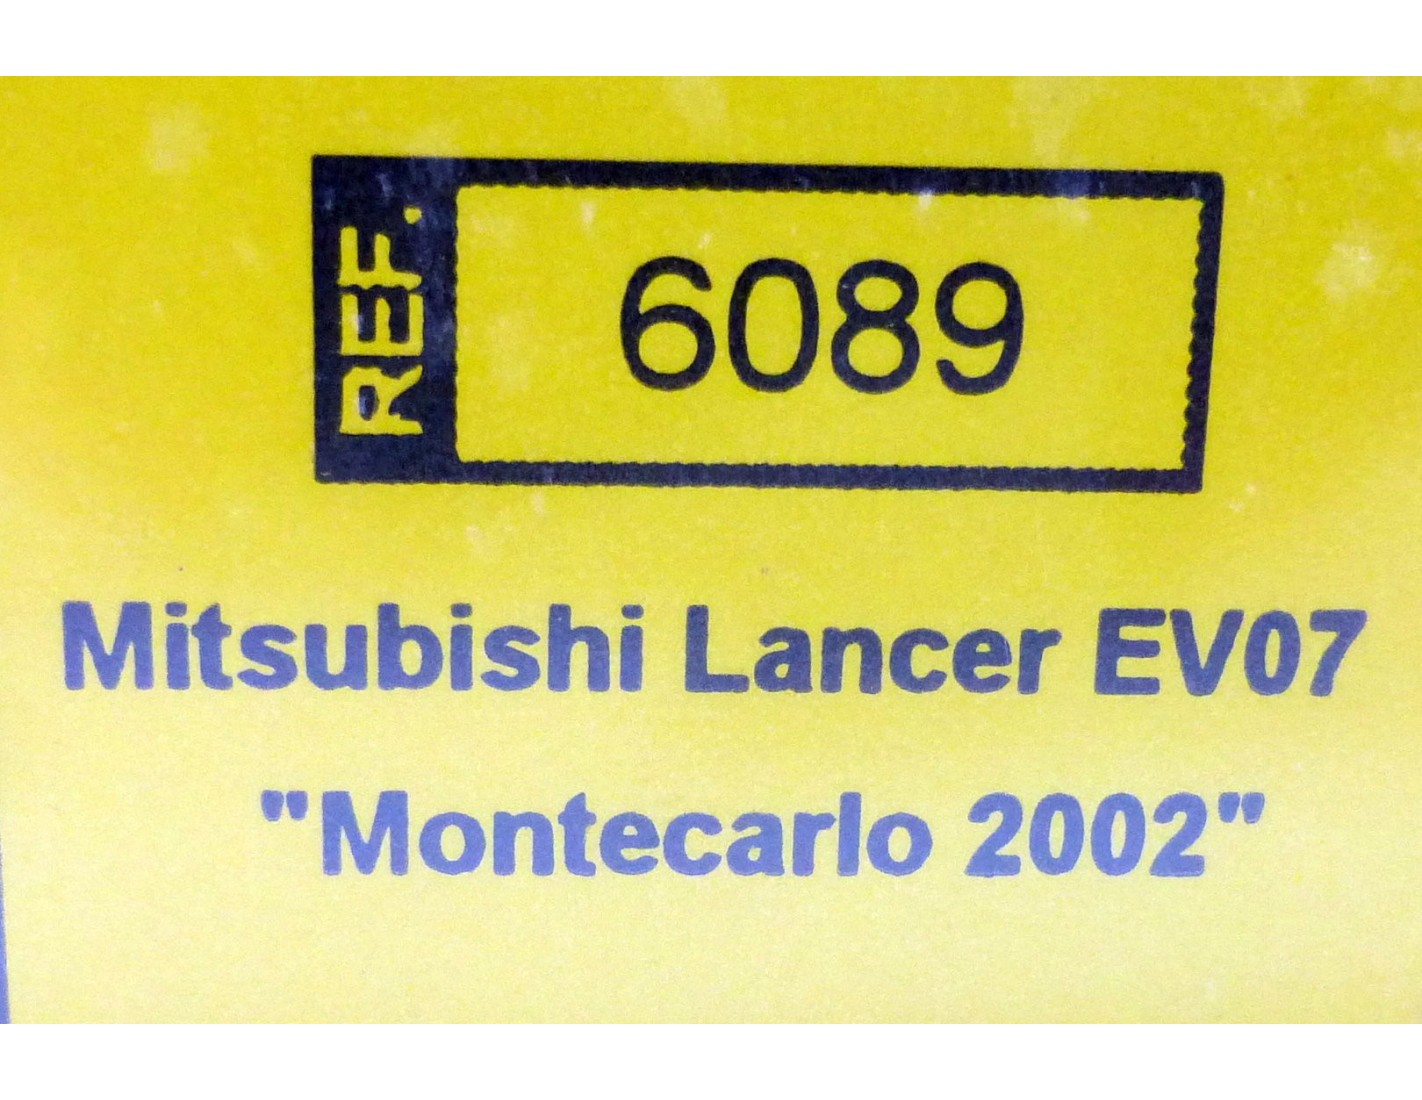 REF.
6089
Mitsubishi Lancer EV07
"Montecarlo 2002"